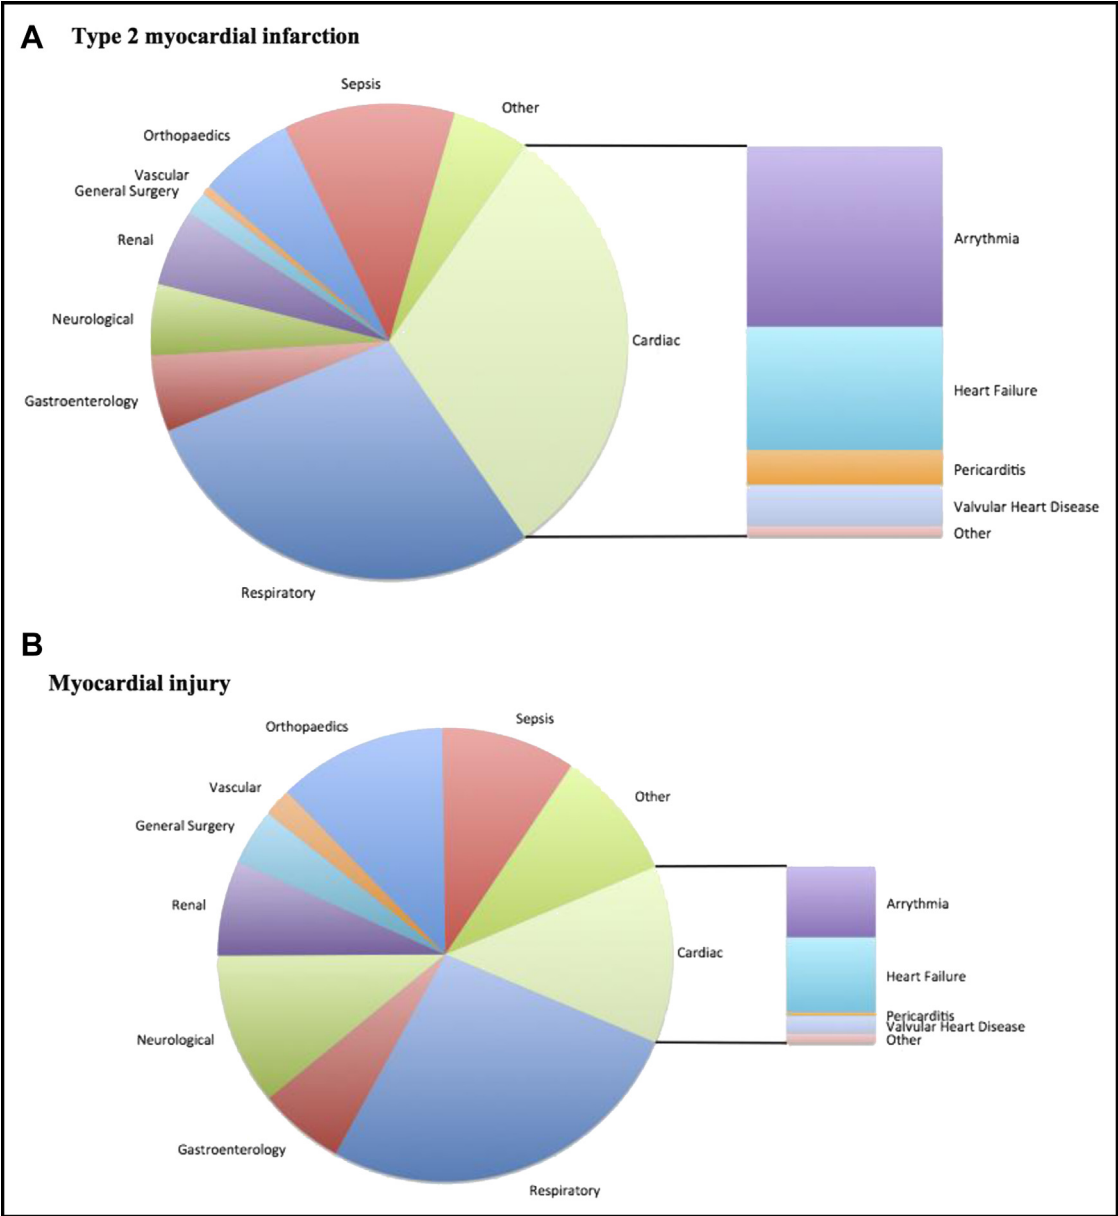 A Type 2 myocardial infarction
Sepsis
Other
Orthopaedics
Vascular
General Surgery
Renal
Neurological
Gastroenterology
Respiratory
Cardiac
Arrythmia
Heart Failure
Pericarditis
Valvular Heart Disease
Other
B
Myocardial injury
Orthopaedics
Sepsis
Vascular
Other
General Surgery
Renal
Cardiac
Neurological
Gastroenterology
Respiratory
Arrythmia
Heart Failure
Pericarditis
Valvular Heart Disease
Other